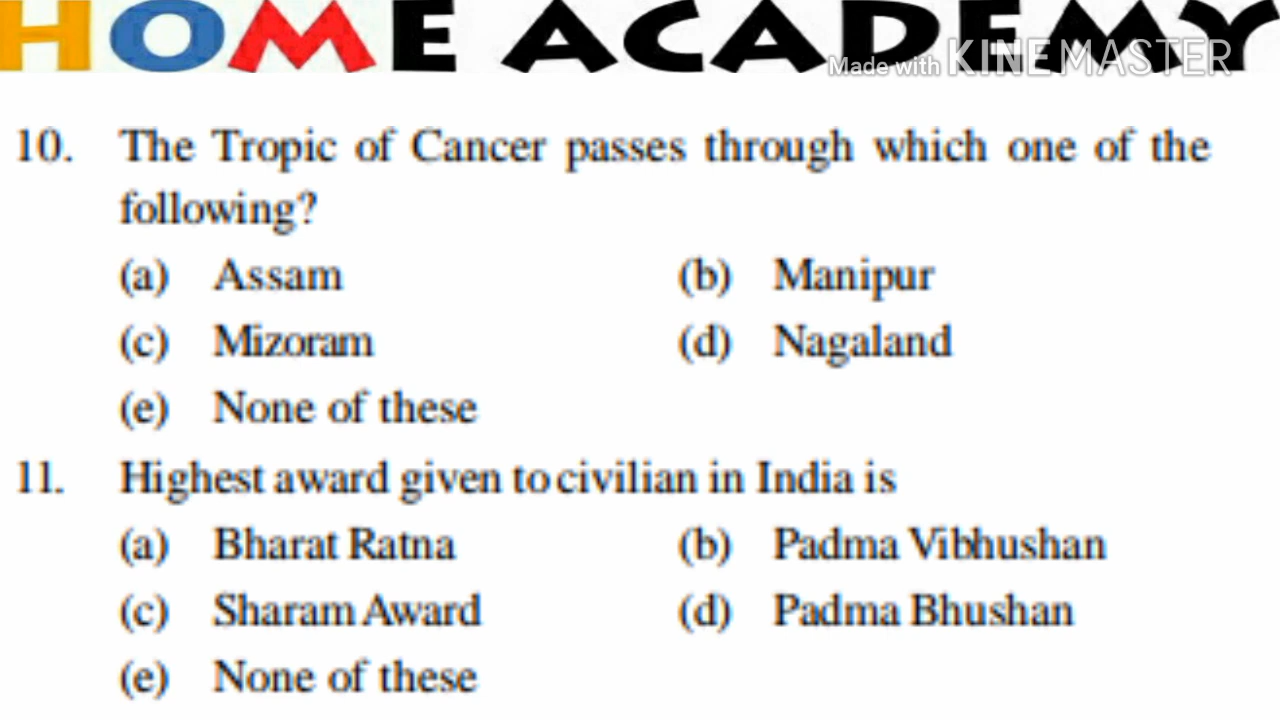 HOME ACADEMY
Made with KINEMASTER
10. The Tropic of Cancer passes through which one of the
following?
(a) Assam (b) Manipur
(c) Mizoram (d) Nagaland
(e) None of these
11. Highest award given to civilian in India is
(a) Bharat Ratna (b) Padma Vibhushan
(c) Sharam Award (d) Padma Bhushan
(e) None of these